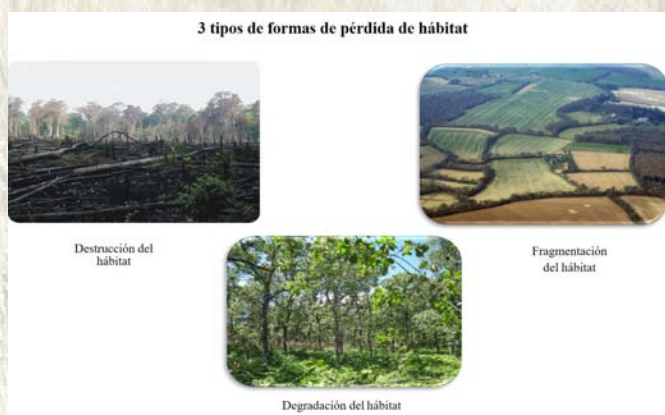 3 tipos de formas de pérdida de hábitat
Destrucción del
hábitat
Fragmentación
del hábitat
Degradación del hábitat